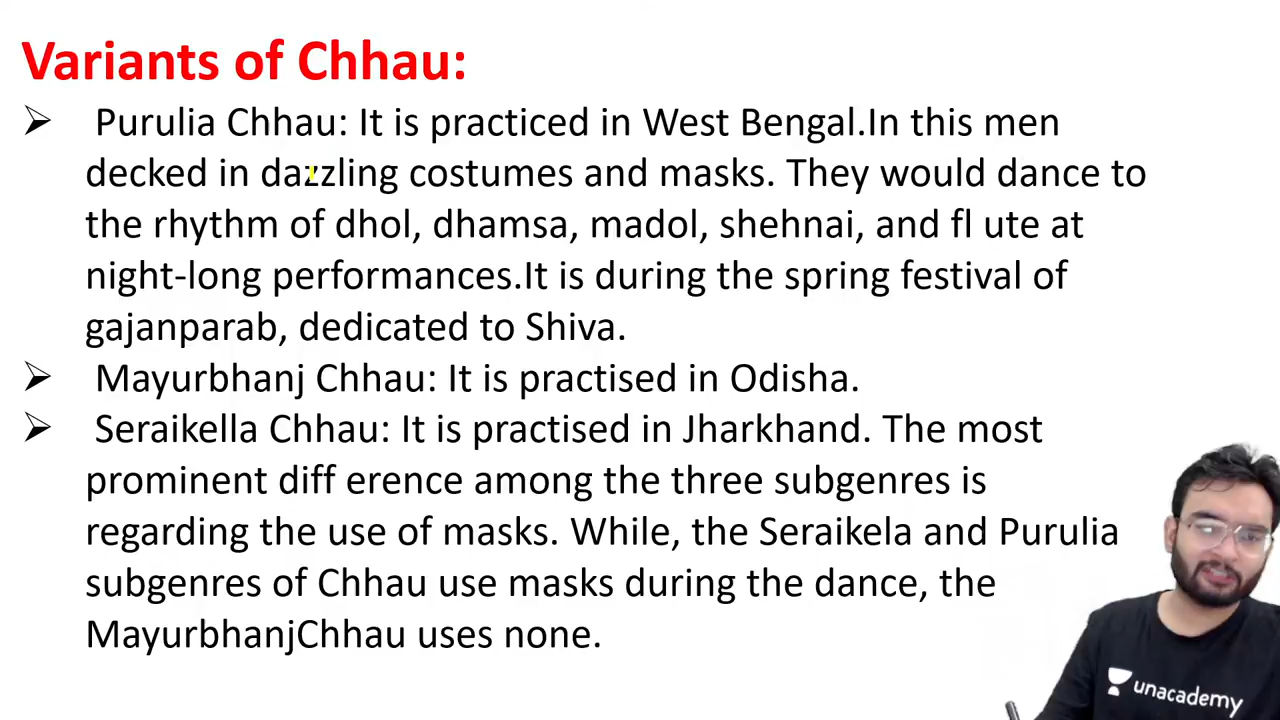 Variants of Chhau:
➢ Purulia Chhau: It is practiced in West Bengal.In this men
decked in dazzling costumes and masks. They would dance to
the rhythm of dhol, dhamsa, madol, shehnai, and fl ute at
night-long performances.It is during the spring festival of
gajanparab, dedicated to Shiva.
➢ Mayurbhanj Chhau: It is practised in Odisha.
➢ Seraikella Chhau: It is practised in Jharkhand. The most
prominent diff erence among the three subgenres is
regarding the use of masks. While, the Seraikela and Purulia
subgenres of Chhau use masks during the dance, the
MayurbhanjChhau uses none.
unacademy